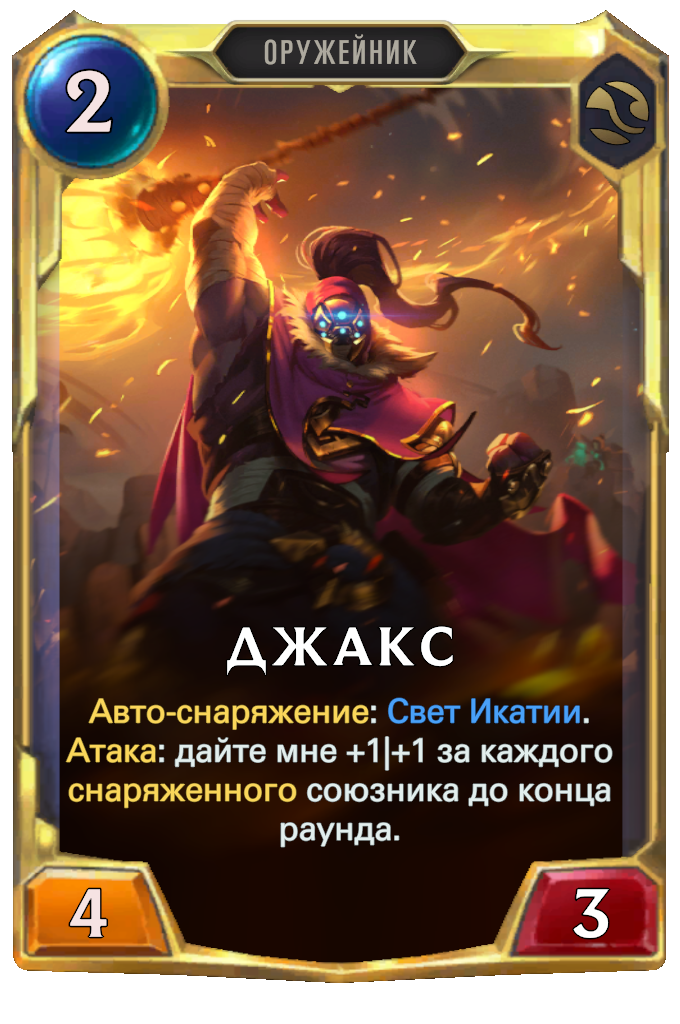 ОРУЖЕЙНИК
2
ДЖАКС
Авто-снаряжение: Свет Икатии.
Атака: дайте мне +1|+1 за каждого
снаряженного союзника до конца
раунда.
4
3